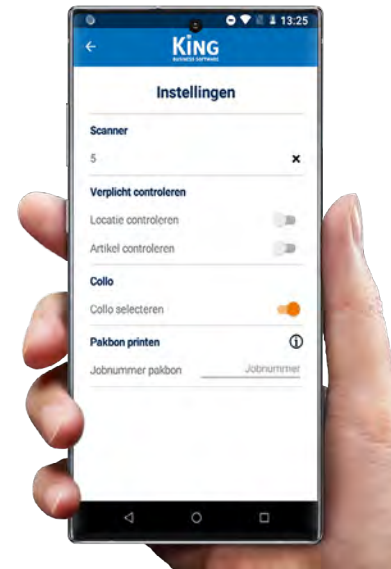 13:25
KING
BUSINESS SOFTWARE
Instellingen
Scanner
5
Verplicht controleren
Locatie controleren
Artikel controleren
Collo
Collo selecteren
Pakbon printen
Jobnummer pakbon Jobnummer